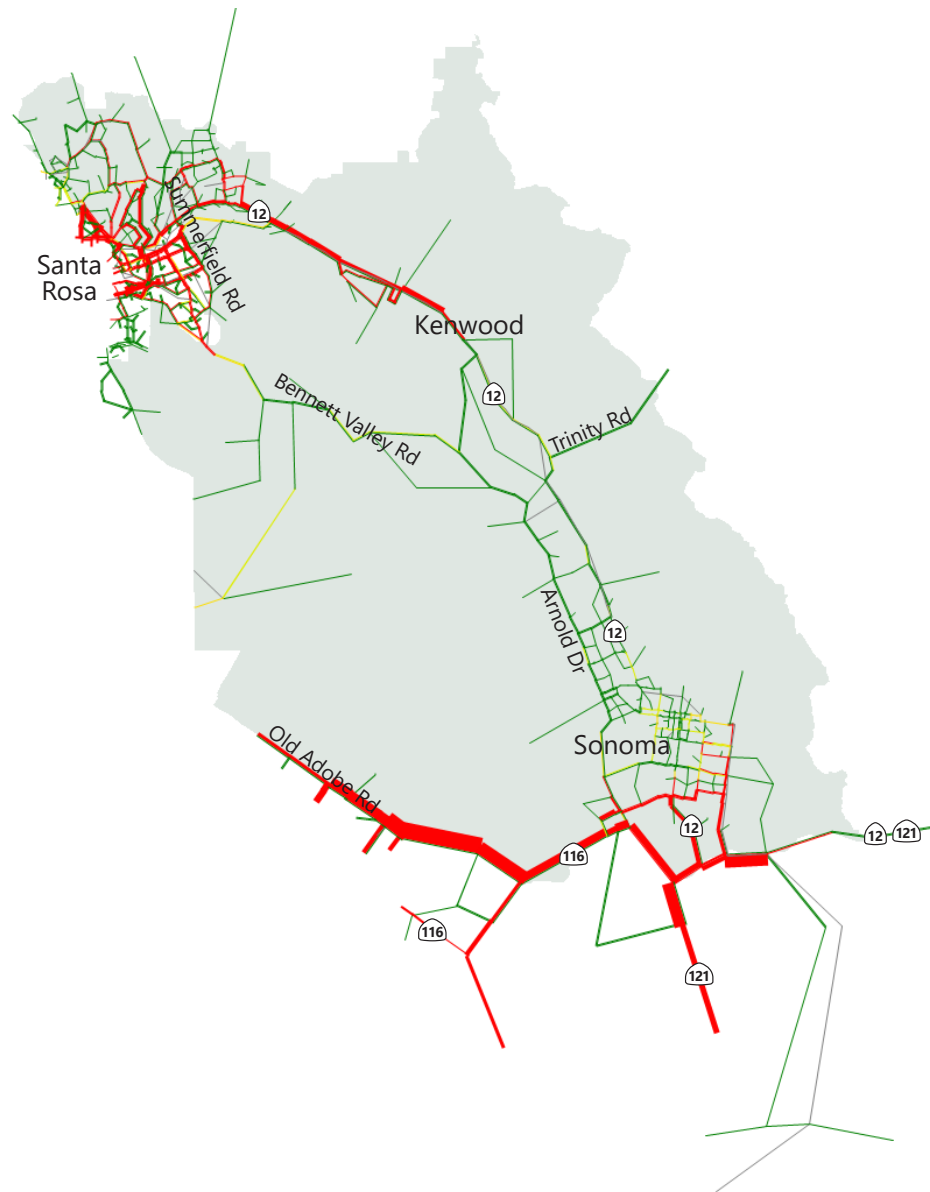 12
Summerfield Rd
Santa
Rosa
Kenwood
12
Bennett Valley Rd
Trinity Rd
Arnold Dr
12
Sonoma
Old Adobe Rd
12
12
121
116
116
121